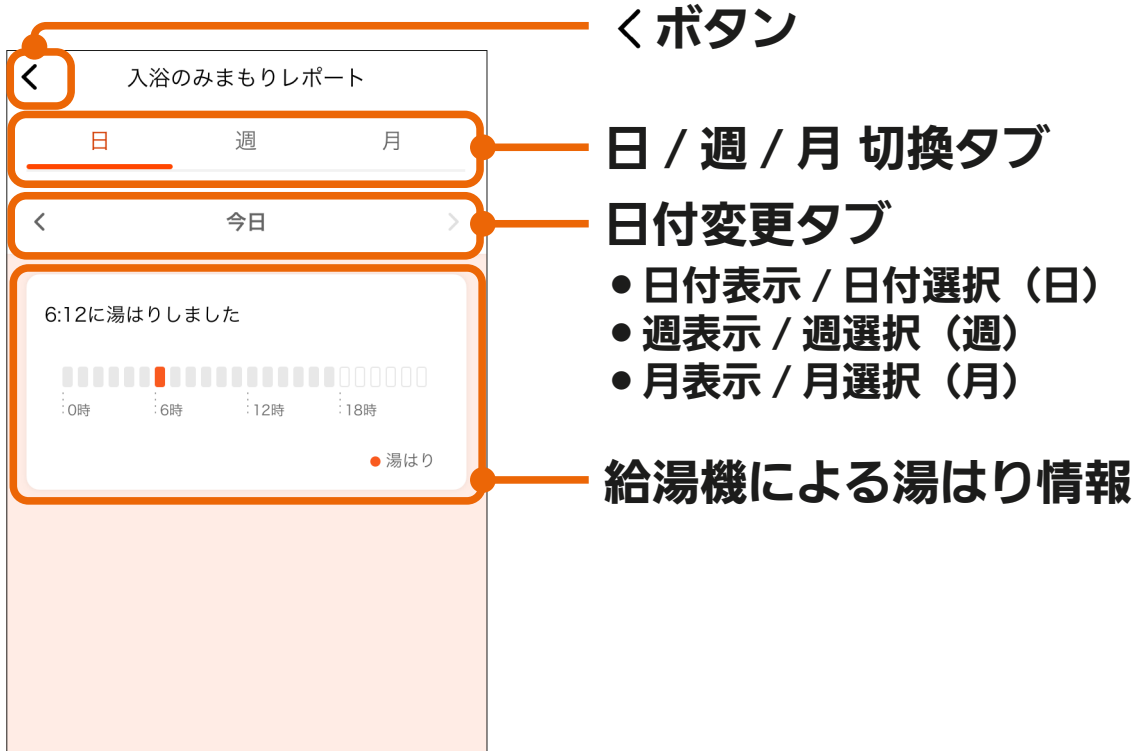 く ボタン
入浴のみまもりレポート
日 週 月
日 / 週 / 月 切換タブ
今日
日付変更タブ
● 日付表示 / 日付選択（日）
● 週表示 / 週選択（週）
● 月表示 / 月選択（月）
6:12に湯はりしました
0時 6時 12時 18時
● 湯はり
給湯機による湯はり情報